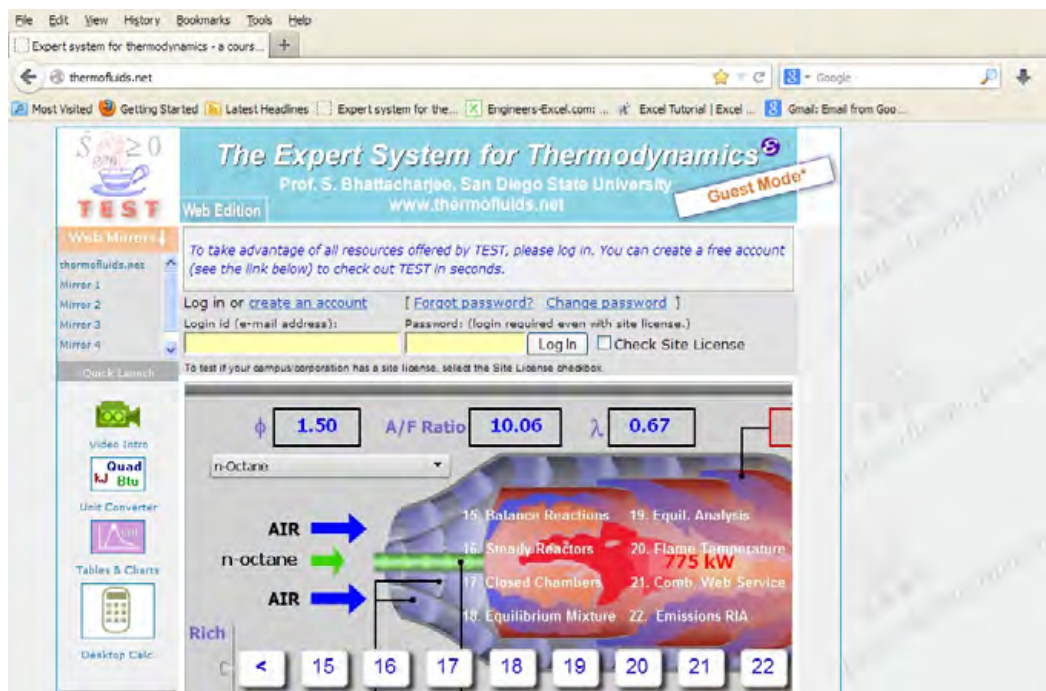 File Edit View History Bookmarks Tools Help
Expert system for thermodynamics - a cours... +
thermofluids.net
Google
Most Visited Getting Started Latest Headlines Expert system for the... Engineers-Excel.com: ... Excel Tutorial | Excel ... Gmail: Email from Goo...
Ṡgen ≥ 0
TEST
The Expert System for Thermodynamics
Prof. S. Bhattacharjee, San Diego State University
www.thermofluids.net
Web Edition
Guest Mode*
Web Mirrors
thermofluids.net
Mirror 1
Mirror 2
Mirror 3
Mirror 4
To take advantage of all resources offered by TEST, please log in. You can create a free account
(see the link below) to check out TEST in seconds.
Log in or create an account [ Forgot password? Change password ]
Login id (e-mail address): Password: (login required even with site license.)
Log In Check Site License
To test if your campus/corporation has a site license, select the Site License checkbox.
Quick Launch
Video Intro
Quad
kJ Btu
Unit Converter
Tables & Charts
Desktop Calc
ϕ 1.50 A/F Ratio 10.06 λ 0.67
n-Octane
AIR
n-octane
AIR
15. Balance Reactions 19. Equil. Analysis
16. Steady Reactors 20. Flame Temperature
775 kW
17. Closed Chambers 21. Comb. Web Service
18. Equilibrium Mixture 22. Emissions RIA
Rich
< 15 16 17 18 19 20 21 22